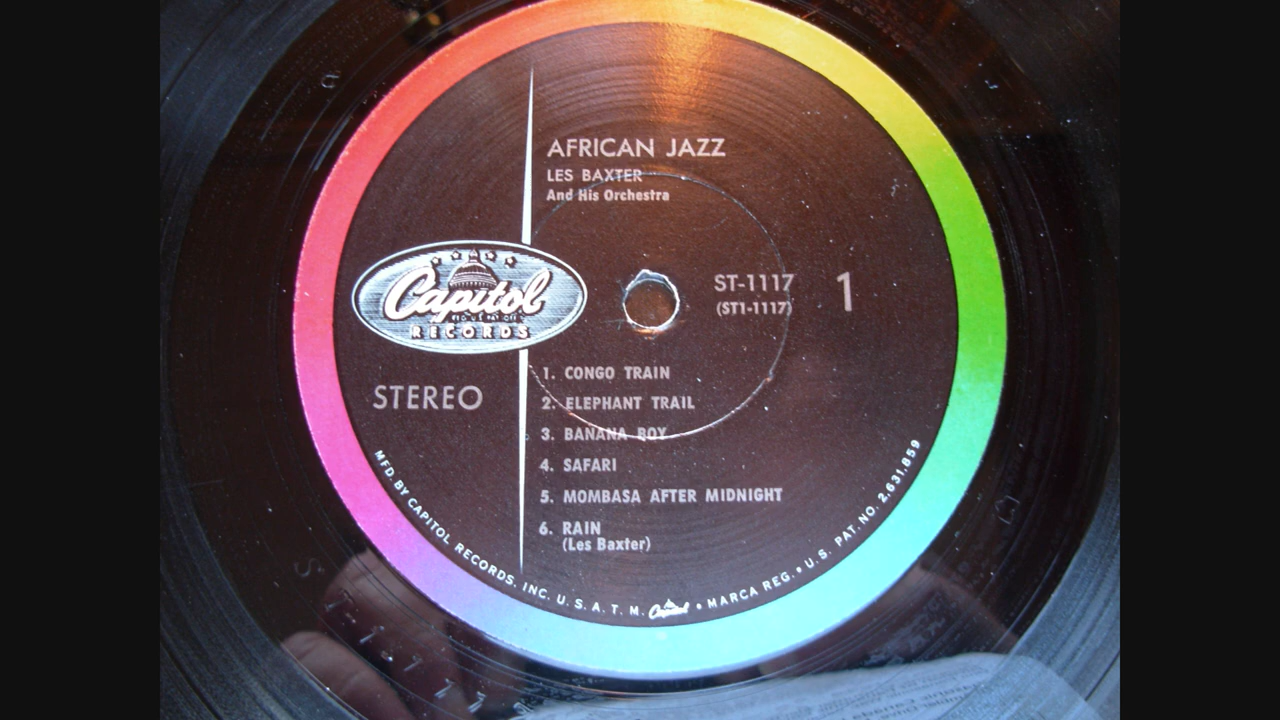 AFRICAN JAZZ
LES BAXTER
And His Orchestra
Capitol
RECORDS
ST-1117
(ST1-1117)
1
STEREO
1. CONGO TRAIN
2. ELEPHANT TRAIL
3. BANANA BOY
4. SAFARI
5. MOMBASA AFTER MIDNIGHT
6. RAIN
(Les Baxter)
MFD. BY CAPITOL RECORDS, INC. U. S. A. T. M. Capitol • MARCA REG. • U. S. PAT. NO. 2,631,859